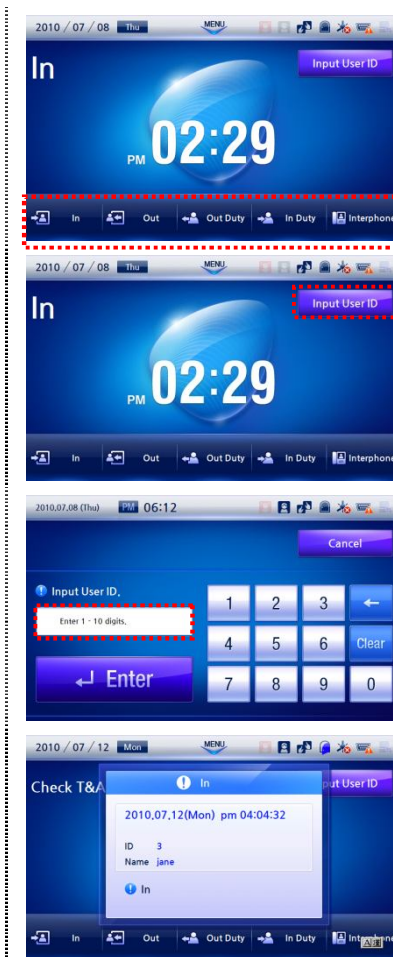 2010 / 07 / 08 Thu MENU
In Input User ID
PM 02:29
In Out Out Duty In Duty Interphone
2010 / 07 / 08 Thu MENU
In Input User ID
PM 02:29
In Out Out Duty In Duty Interphone
2010.07.08 (Thu) PM 06:12
Cancel
Input User ID.
Enter 1 - 10 digits.
1 2 3 ←
4 5 6 Clear
Enter
7 8 9 0
2010 / 07 / 12 Mon MENU
Check T&A In put User ID
2010.07.12(Mon) pm 04:04:32
ID 3
Name jane
In
In Out Out Duty In Duty